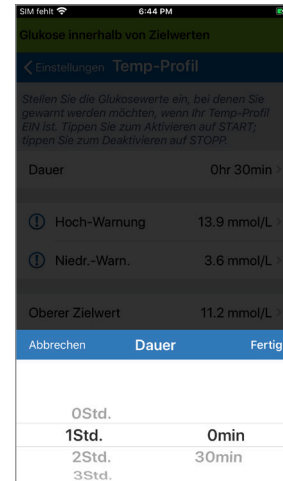 SIM fehlt 6:44 PM
Glukose innerhalb von Zielwerten
Einstellungen Temp-Profil
Stellen Sie die Glukosewerte ein, bei denen Sie
gewarnt werden möchten, wenn Ihr Temp-Profil
EIN ist. Tippen Sie zum Aktivieren auf START;
tippen Sie zum Deaktivieren auf STOPP.
Dauer 0hr 30min
Hoch-Warnung 13.9 mmol/L
Niedr.-Warn. 3.6 mmol/L
Oberer Zielwert 11.2 mmol/L
Abbrechen Dauer Fertig
0Std.
1Std. 0min
2Std. 30min
3Std.